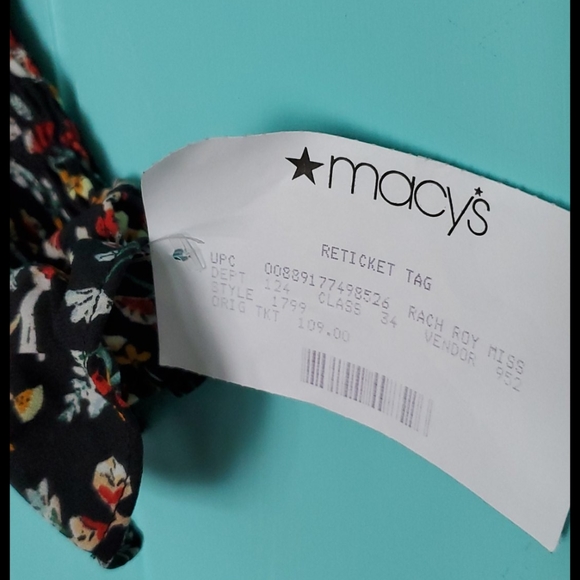 ★macy's
RETICKET TAG
UPC 00889177498526 RACH ROY MISS
DEPT 124 CLASS 34 VENDOR 952
STYLE 1799
ORIG TKT 109.00